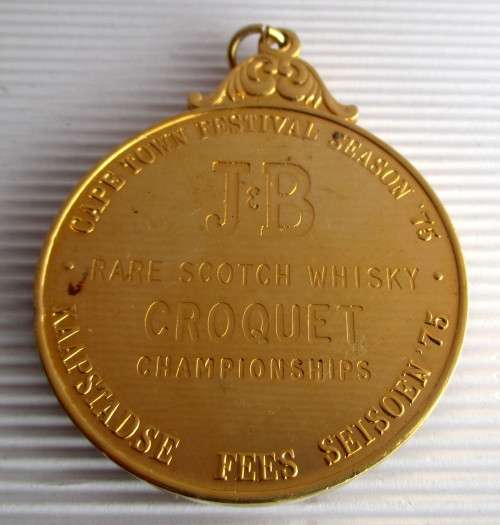 CAPE TOWN FESTIVAL SEASON '75
J&B
· RARE SCOTCH WHISKY ·
CROQUET
CHAMPIONSHIPS
KAAPSTADSE FEES SEISOEN '75